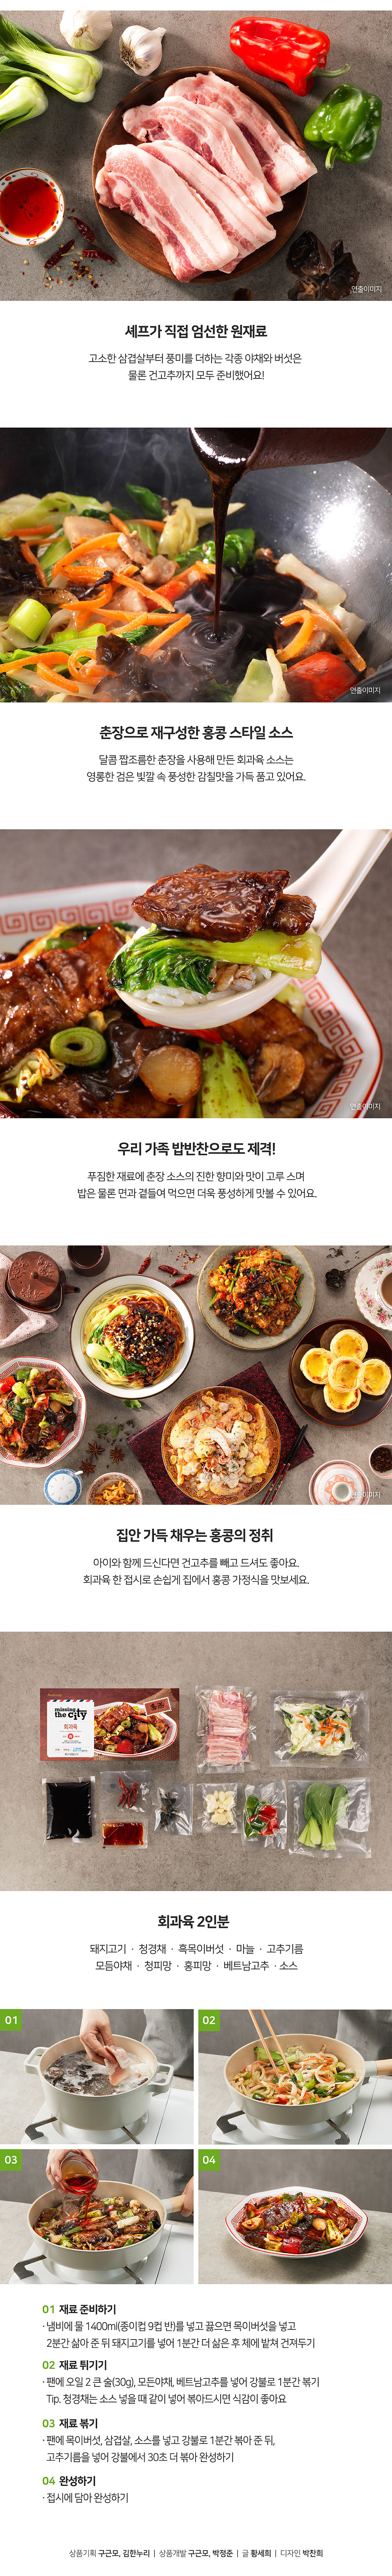 연출이미지
셰프가 직접 엄선한 원재료
고소한 삼겹살부터 풍미를 더하는 각종 야채와 버섯은
물론 건고추까지 모두 준비했어요!
연출이미지
춘장으로 재구성한 홍콩 스타일 소스
달콤 짭조름한 춘장을 사용해 만든 회과육 소스는
영롱한 검은 빛깔 속 풍성한 감칠맛을 가득 품고 있어요.
연출이미지
우리 가족 밥반찬으로도 제격!
푸짐한 재료에 춘장 소스의 진한 향미와 맛이 고루 스며
밥은 물론 면과 곁들여 먹으면 더욱 풍성하게 맛볼 수 있어요.
연출이미지
집안 가득 채우는 홍콩의 정취
아이와 함께 드신다면 건고추를 빼고 드셔도 좋아요.
회과육 한 접시로 손쉽게 집에서 홍콩 가정식을 맛보세요.
missing
the city
회과육
회과육 2인분
돼지고기 · 청경채 · 흑목이버섯 · 마늘 · 고추기름
모듬야채 · 청피망 · 홍피망 · 베트남고추 · 소스
01
02
03
04
01 재료 준비하기
· 냄비에 물 1400ml(종이컵 9컵 반)를 넣고 끓으면 목이버섯을 넣고
2분간 삶아 준 뒤 돼지고기를 넣어 1분간 더 삶은 후 체에 밭쳐 건져두기
02 재료 튀기기
· 팬에 오일 2 큰 술(30g), 모든야채, 베트남고추를 넣어 강불로 1분간 볶기
Tip. 청경채는 소스 넣을 때 같이 넣어 볶아드시면 식감이 좋아요
03 재료 볶기
· 팬에 목이버섯, 삼겹살, 소스를 넣고 강불로 1분간 볶아 준 뒤,
고추기름을 넣어 강불에서 30초 더 볶아 완성하기
04 완성하기
· 접시에 담아 완성하기
상품기획 구근모, 김한누리 | 상품개발 구근모, 박정준 | 글 황세희 | 디자인 박찬희